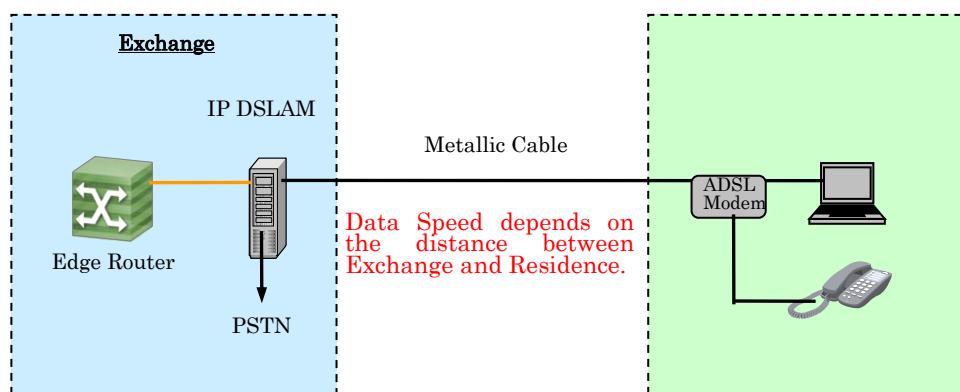 Exchange
IP DSLAM
Metallic Cable
ADSL
Modem
Data Speed depends on
the distance between
Exchange and Residence.
Edge Router
PSTN